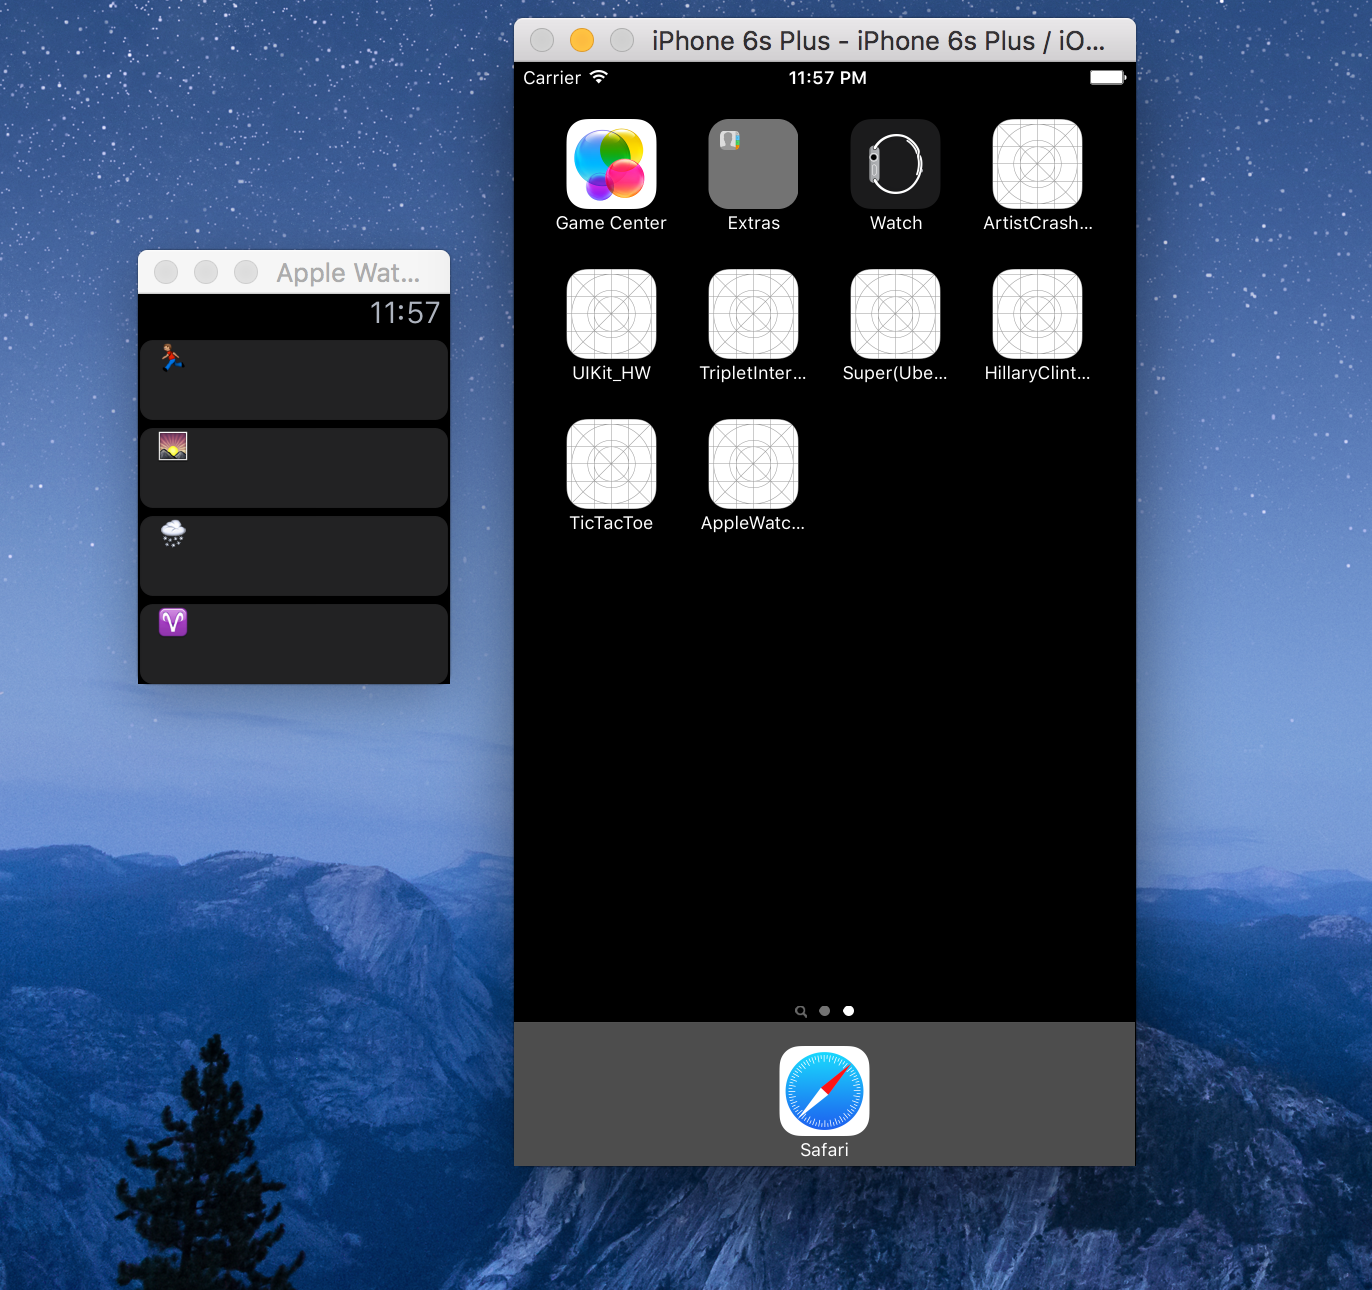 iPhone 6s Plus - iPhone 6s Plus / iO...
Carrier 11:57 PM
Game Center Extras Watch ArtistCrash...
Apple Wat...
11:57
UIKit_HW TripletInter... Super(Ube... HillaryClint...
TicTacToe AppleWatc...
Safari